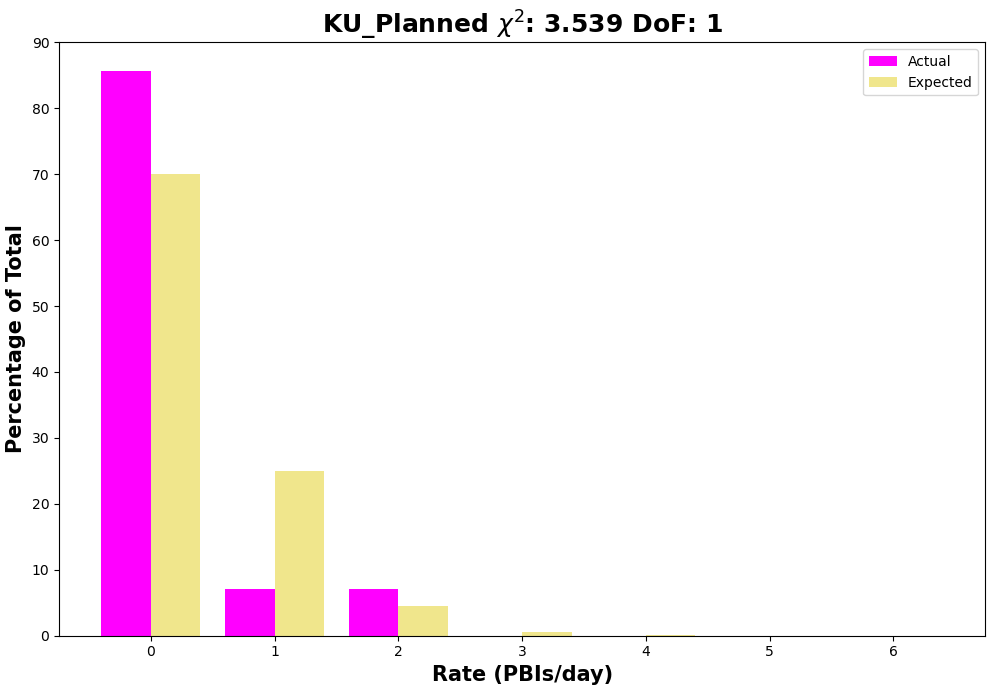 KU_Planned χ²: 3.539 DoF: 1
Actual
Expected
Percentage of Total
90
80
70
60
50
40
30
20
10
0
0 1 2 3 4 5 6
Rate (PBIs/day)